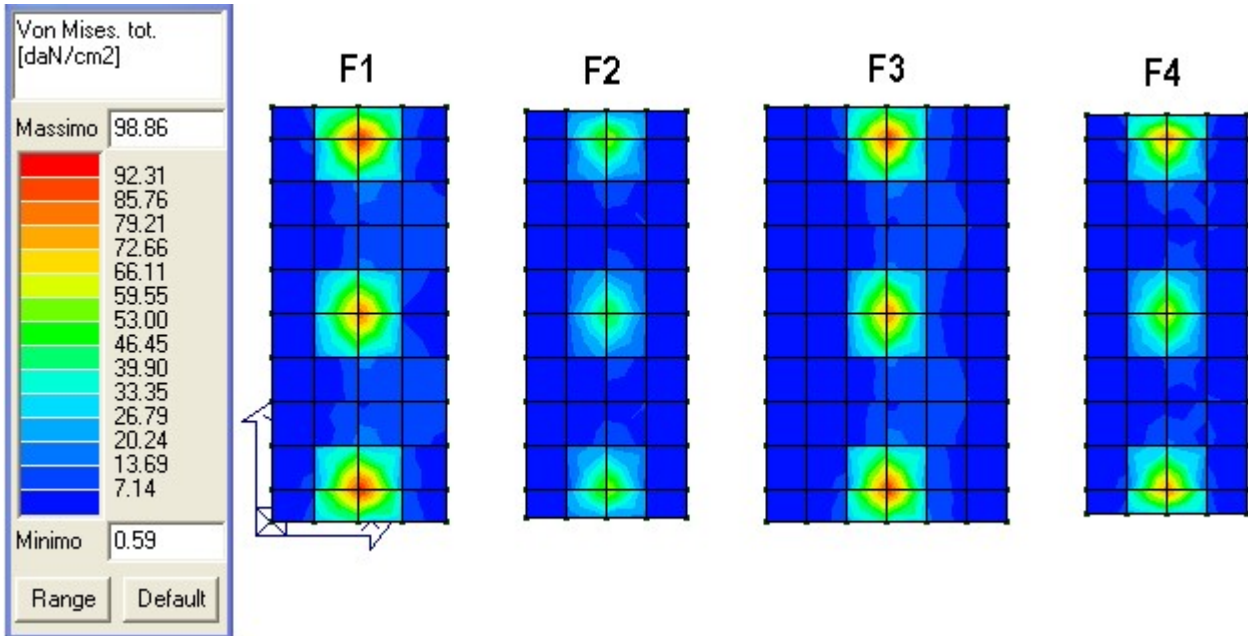 Von Mises. tot.
[daN/cm2]
Massimo 98.86
92.31
85.76
79.21
72.66
66.11
59.55
53.00
46.45
39.90
33.35
26.79
20.24
13.69
7.14
Minimo 0.59
Range Default
F1 F2 F3 F4